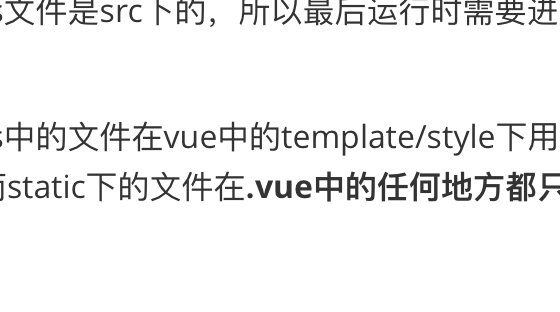 s文件是src下的，所以最后运行时需要进
s中的文件在vue中的template/style下用
而static下的文件在.vue中的任何地方都只